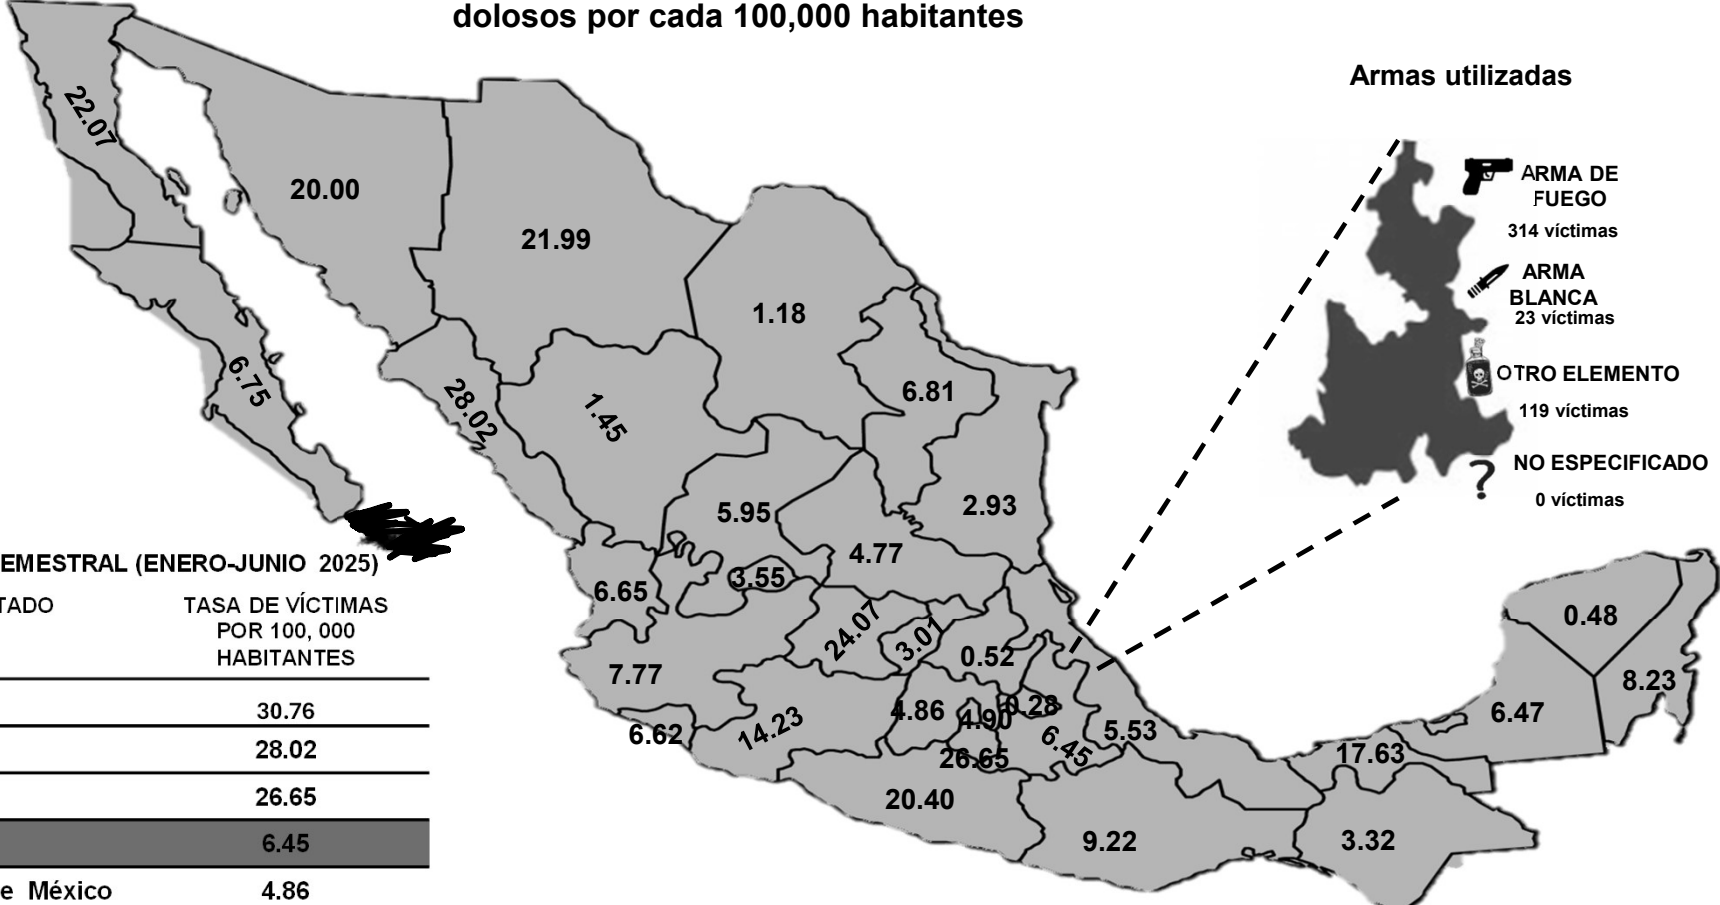 dolosos por cada 100,000 habitantes
Armas utilizadas
ARMA DE
FUEGO
314 víctimas
ARMA
BLANCA
23 víctimas
OTRO ELEMENTO
119 víctimas
?
NO ESPECIFICADO
0 víctimas
22.07
20.00
21.99
1.18
6.81
6.75
28.02
1.45
2.93
5.95
4.77
3.55
6.65
24.07
3.01
0.52
7.77
4.86
4.90
0.28
6.62
14.23
26.65
6.45
5.53
20.40
9.22
17.63
3.32
6.47
0.48
8.23
EMESTRAL (ENERO-JUNIO 2025)
TADO
TASA DE VÍCTIMAS
POR 100, 000
HABITANTES
30.76
28.02
26.65
6.45
e México 4.86